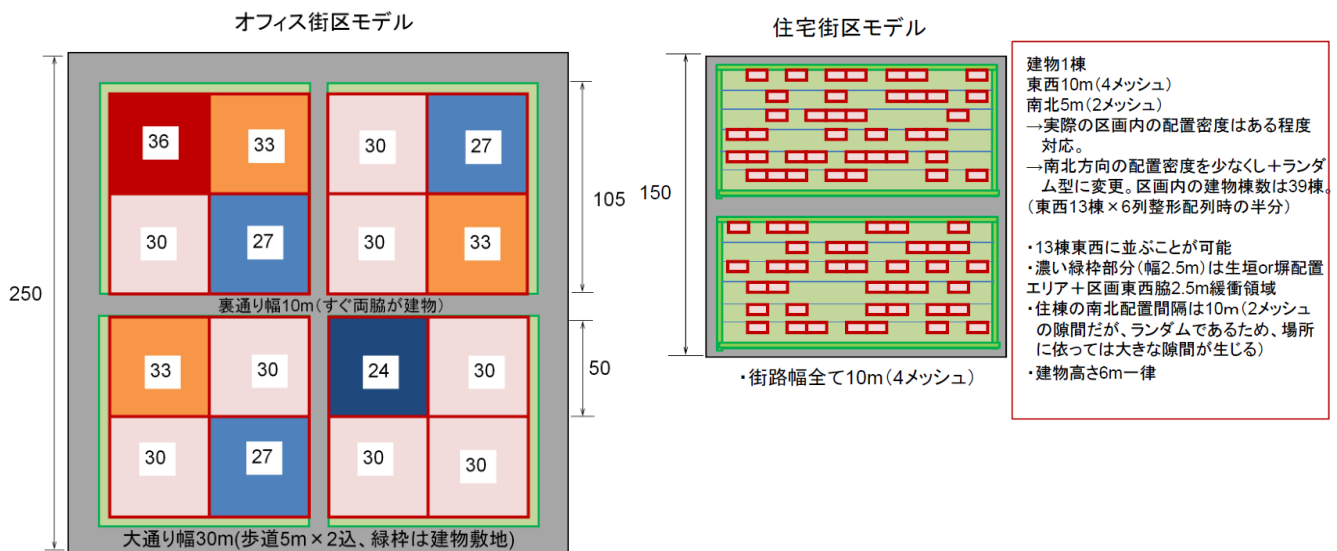 オフィス街区モデル
250
36
33
30
27
30
27
30
33
105
裏通り幅10m(すぐ両脇が建物)
33
30
24
30
30
27
30
30
50
大通り幅30m(歩道5m×2込、緑枠は建物敷地)
住宅街区モデル
150
・街路幅全て10m(4メッシュ)
建物1棟
東西10m(4メッシュ)
南北5m(2メッシュ)
→実際の区画内の配置密度はある程度
対応。
→南北方向の配置密度を少なくし+ランダ
ム型に変更。区画内の建物棟数は39棟。
(東西13棟×6列整形配列時の半分)
・13棟東西に並ぶことが可能
・濃い緑枠部分(幅2.5m)は生垣or塀配置
エリア+区画東西脇2.5m緩衝領域
・住棟の南北配置間隔は10m(2メッシュ
の隙間だが、ランダムであるため、場所
に依っては大きな隙間が生じる)
・建物高さ6m一律